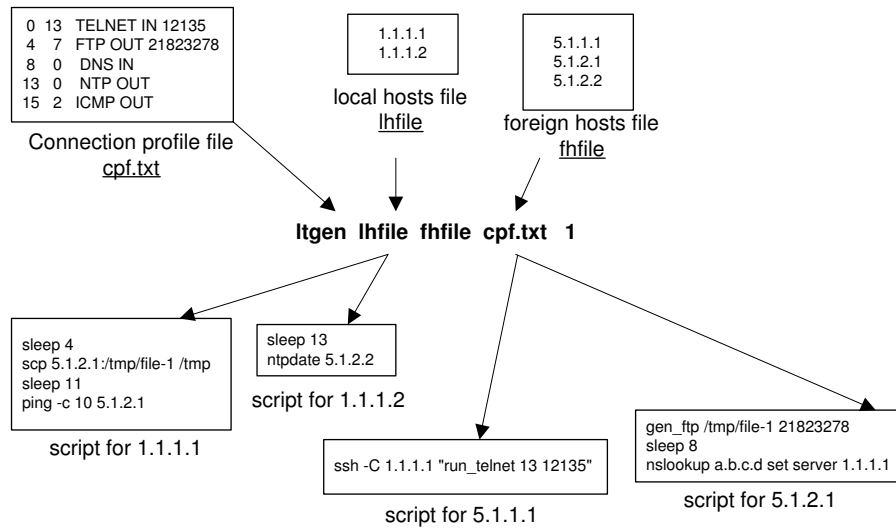 0 13 TELNET IN 12135
4 7 FTP OUT 21823278
8 0 DNS IN
13 0 NTP OUT
15 2 ICMP OUT
Connection profile file
cpf.txt
1.1.1.1
1.1.1.2
local hosts file
lhfile
5.1.1.1
5.1.2.1
5.1.2.2
foreign hosts file
fhfile
ltgen lhfile fhfile cpf.txt 1
sleep 4
scp 5.1.2.1:/tmp/file-1 /tmp
sleep 11
ping -c 10 5.1.2.1
script for 1.1.1.1
sleep 13
ntpdate 5.1.2.2
script for 1.1.1.2
ssh -C 1.1.1.1 "run_telnet 13 12135"
script for 5.1.1.1
gen_ftp /tmp/file-1 21823278
sleep 8
nslookup a.b.c.d set server 1.1.1.1
script for 5.1.2.1